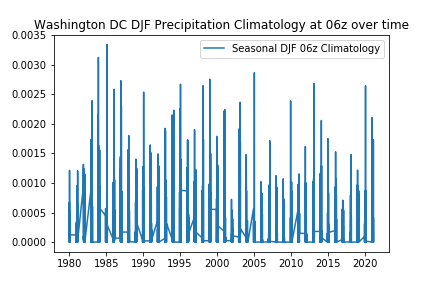 Washington DC DJF Precipitation Climatology at 06z over time
Seasonal DJF 06z Climatology
0.0035
0.0030
0.0025
0.0020
0.0015
0.0010
0.0005
0.0000
1980 1985 1990 1995 2000 2005 2010 2015 2020